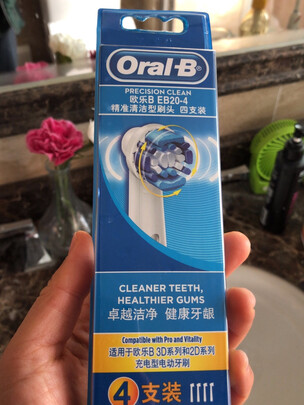 Oral-B
PRECISION CLEAN
欧乐B EB20-4
精准清洁型刷头 四支装
CLEANER TEETH,
HEALTHIER GUMS
卓越洁净 健康牙龈
Compatible with Pro and Vitality
适用于欧乐B 3D系列和2D系列
充电型电动牙刷
4支装